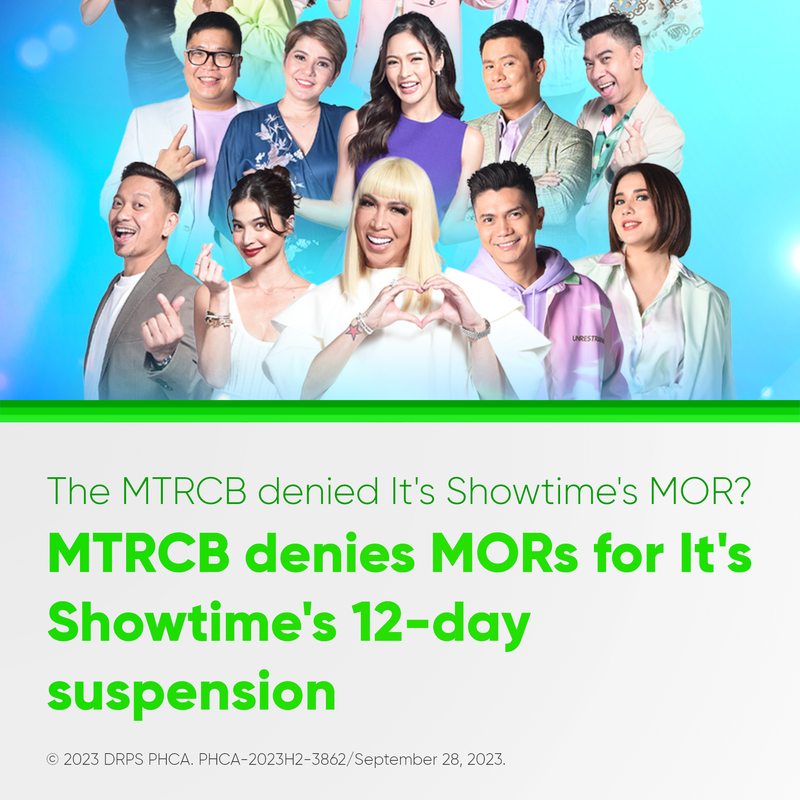 The MTRCB denied It's Showtime's MOR?
MTRCB denies MORs for It's
Showtime's 12-day
suspension
© 2023 DRPS PHCA. PHCA-2023H2-3862/September 28, 2023.